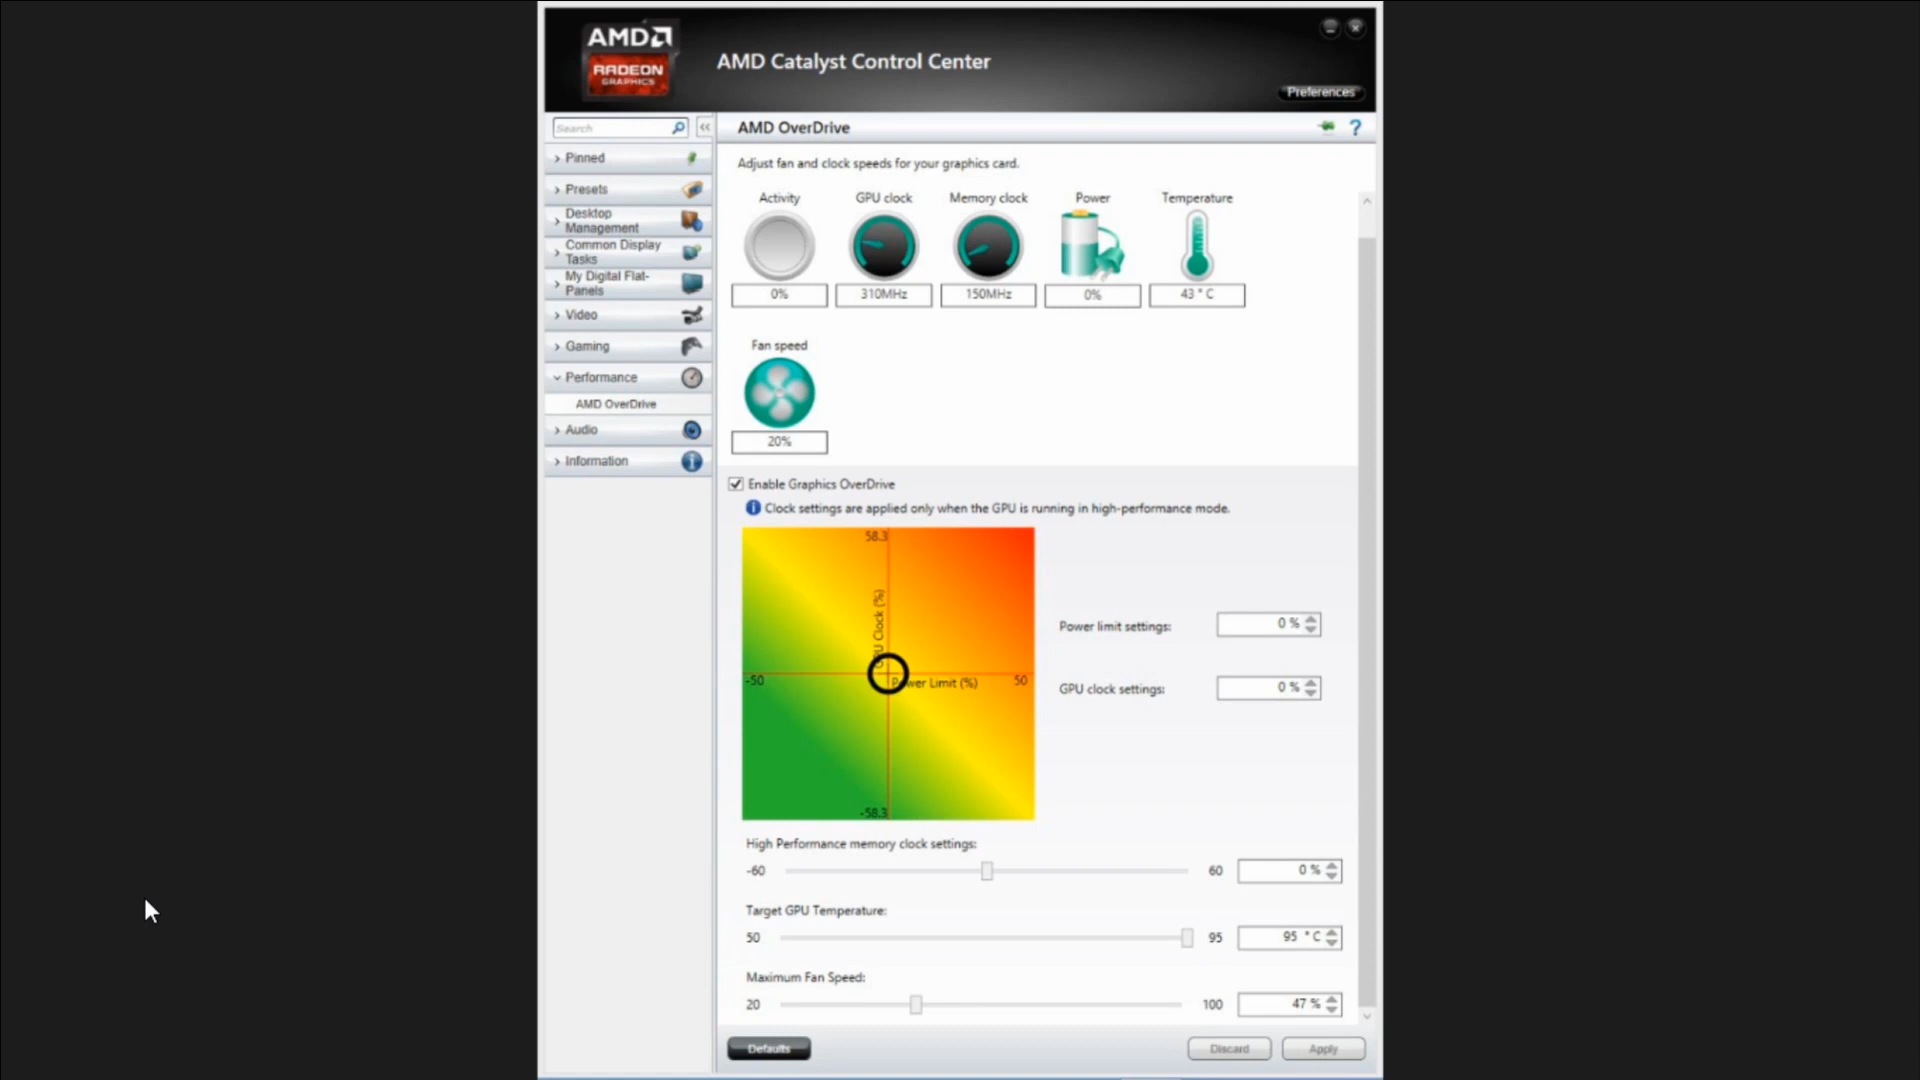 AMD
RADEON
GRAPHICS
AMD Catalyst Control Center
Preferences
Search
AMD OverDrive
?
Pinned
Presets
Desktop
Management
Common Display
Tasks
My Digital Flat-
Panels
Video
Gaming
Performance
AMD OverDrive
Audio
Information
Adjust fan and clock speeds for your graphics card.
Activity GPU clock Memory clock Power Temperature
0% 310MHz 150MHz 0% 43 °C
Fan speed
20%
Enable Graphics OverDrive
Clock settings are applied only when the GPU is running in high-performance mode.
58.3
Clock (%)
-50 Limit (%) 50
-58.3
Power limit settings: 0 %
GPU clock settings: 0 %
High Performance memory clock settings:
-60 60 0 %
Target GPU Temperature:
50 95 95 °C
Maximum Fan Speed:
20 100 47 %
Defaults Discard Apply